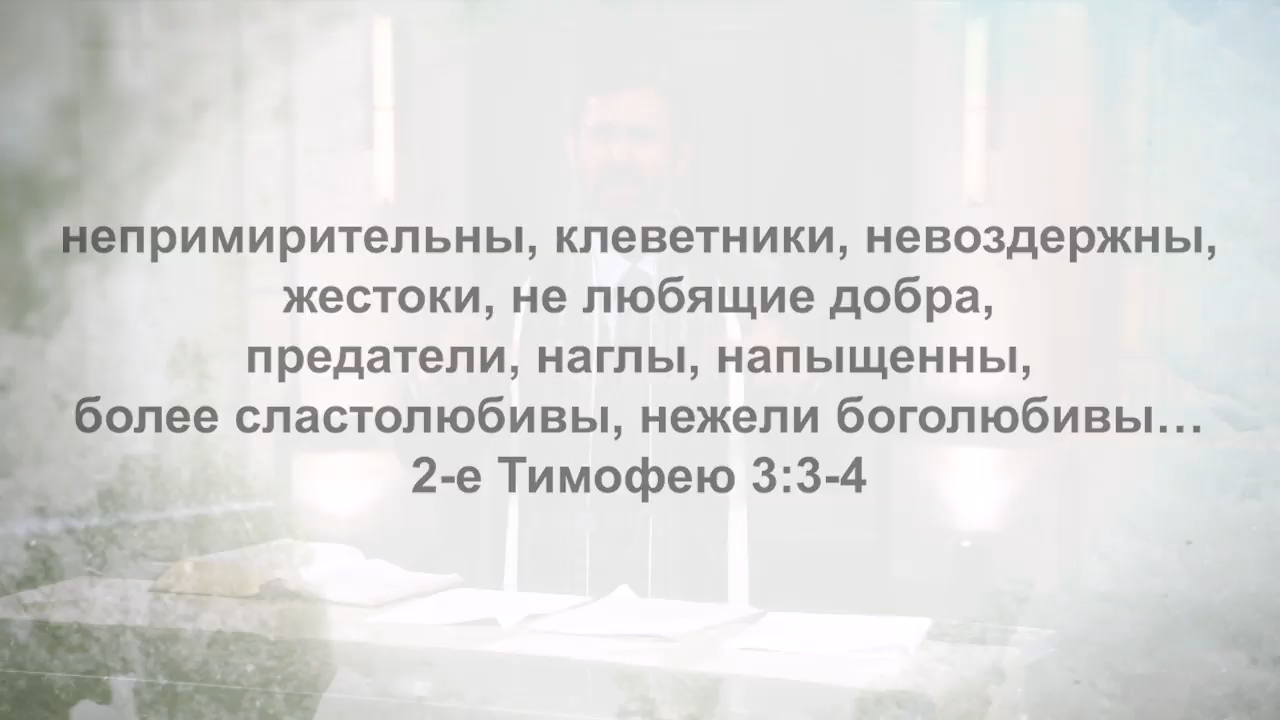 непримирительны, клеветники, невоздержны,
жестоки, не любящие добра,
предатели, наглы, напыщенны,
более сластолюбивы, нежели боголюбивы…
2-е Тимофею 3:3-4